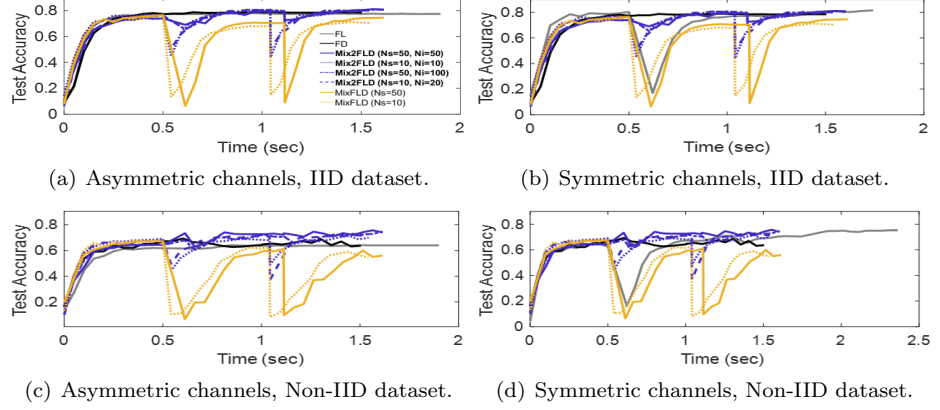 Test Accuracy
0.8
0.6
0.4
0.2
0
0
0.5
1
1.5
2
Time (sec)
FL
FD
Mix2FLD (Ns=50, Ni=50)
Mix2FLD (Ns=10, Ni=10)
Mix2FLD (Ns=50, Ni=100)
Mix2FLD (Ns=10, Ni=20)
MixFLD (Ns=50)
MixFLD (Ns=10)
(a) Asymmetric channels, IID dataset.
Test Accuracy
0.8
0.6
0.4
0.2
0
0
0.5
1
1.5
2
Time (sec)
(b) Symmetric channels, IID dataset.
Test Accuracy
0.8
0.6
0.4
0.2
0
0.5
1
1.5
2
Time (sec)
(c) Asymmetric channels, Non-IID dataset.
Test Accuracy
0.8
0.6
0.4
0.2
0
0
0.5
1
1.5
2
2.5
Time (sec)
(d) Symmetric channels, Non-IID dataset.